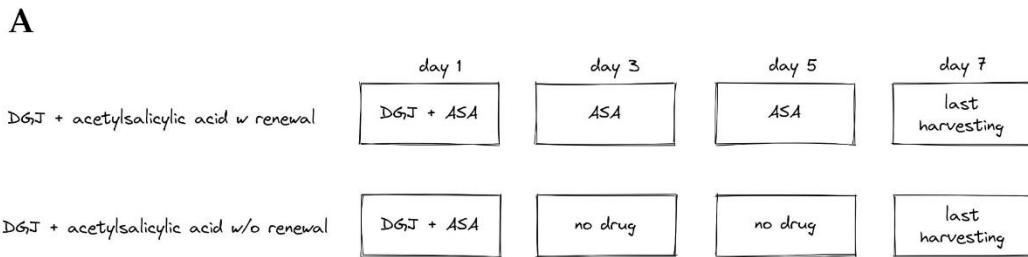 A
day 1 day 3 day 5 day 7
DGJ + acetylsalicylic acid w renewal
DGJ + ASA
ASA
ASA
last
harvesting
DGJ + acetylsalicylic acid w/o renewal
DGJ + ASA
no drug
no drug
last
harvesting